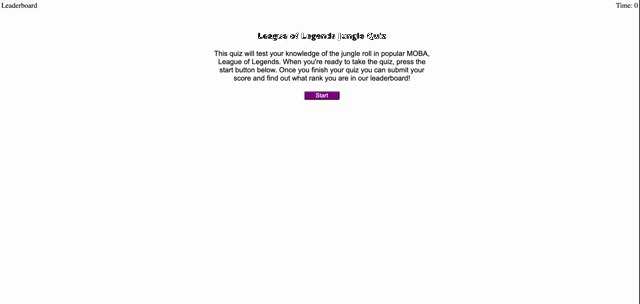 Leaderboard
Time: 0
League of Legends Jungle Quiz
This quiz will test your knowledge of the jungle roll in popular MOBA,
League of Legends. When you're ready to take the quiz, press the
start button below. Once you finish your quiz you can submit your
score and find out what rank you are in our leaderboard!
Start